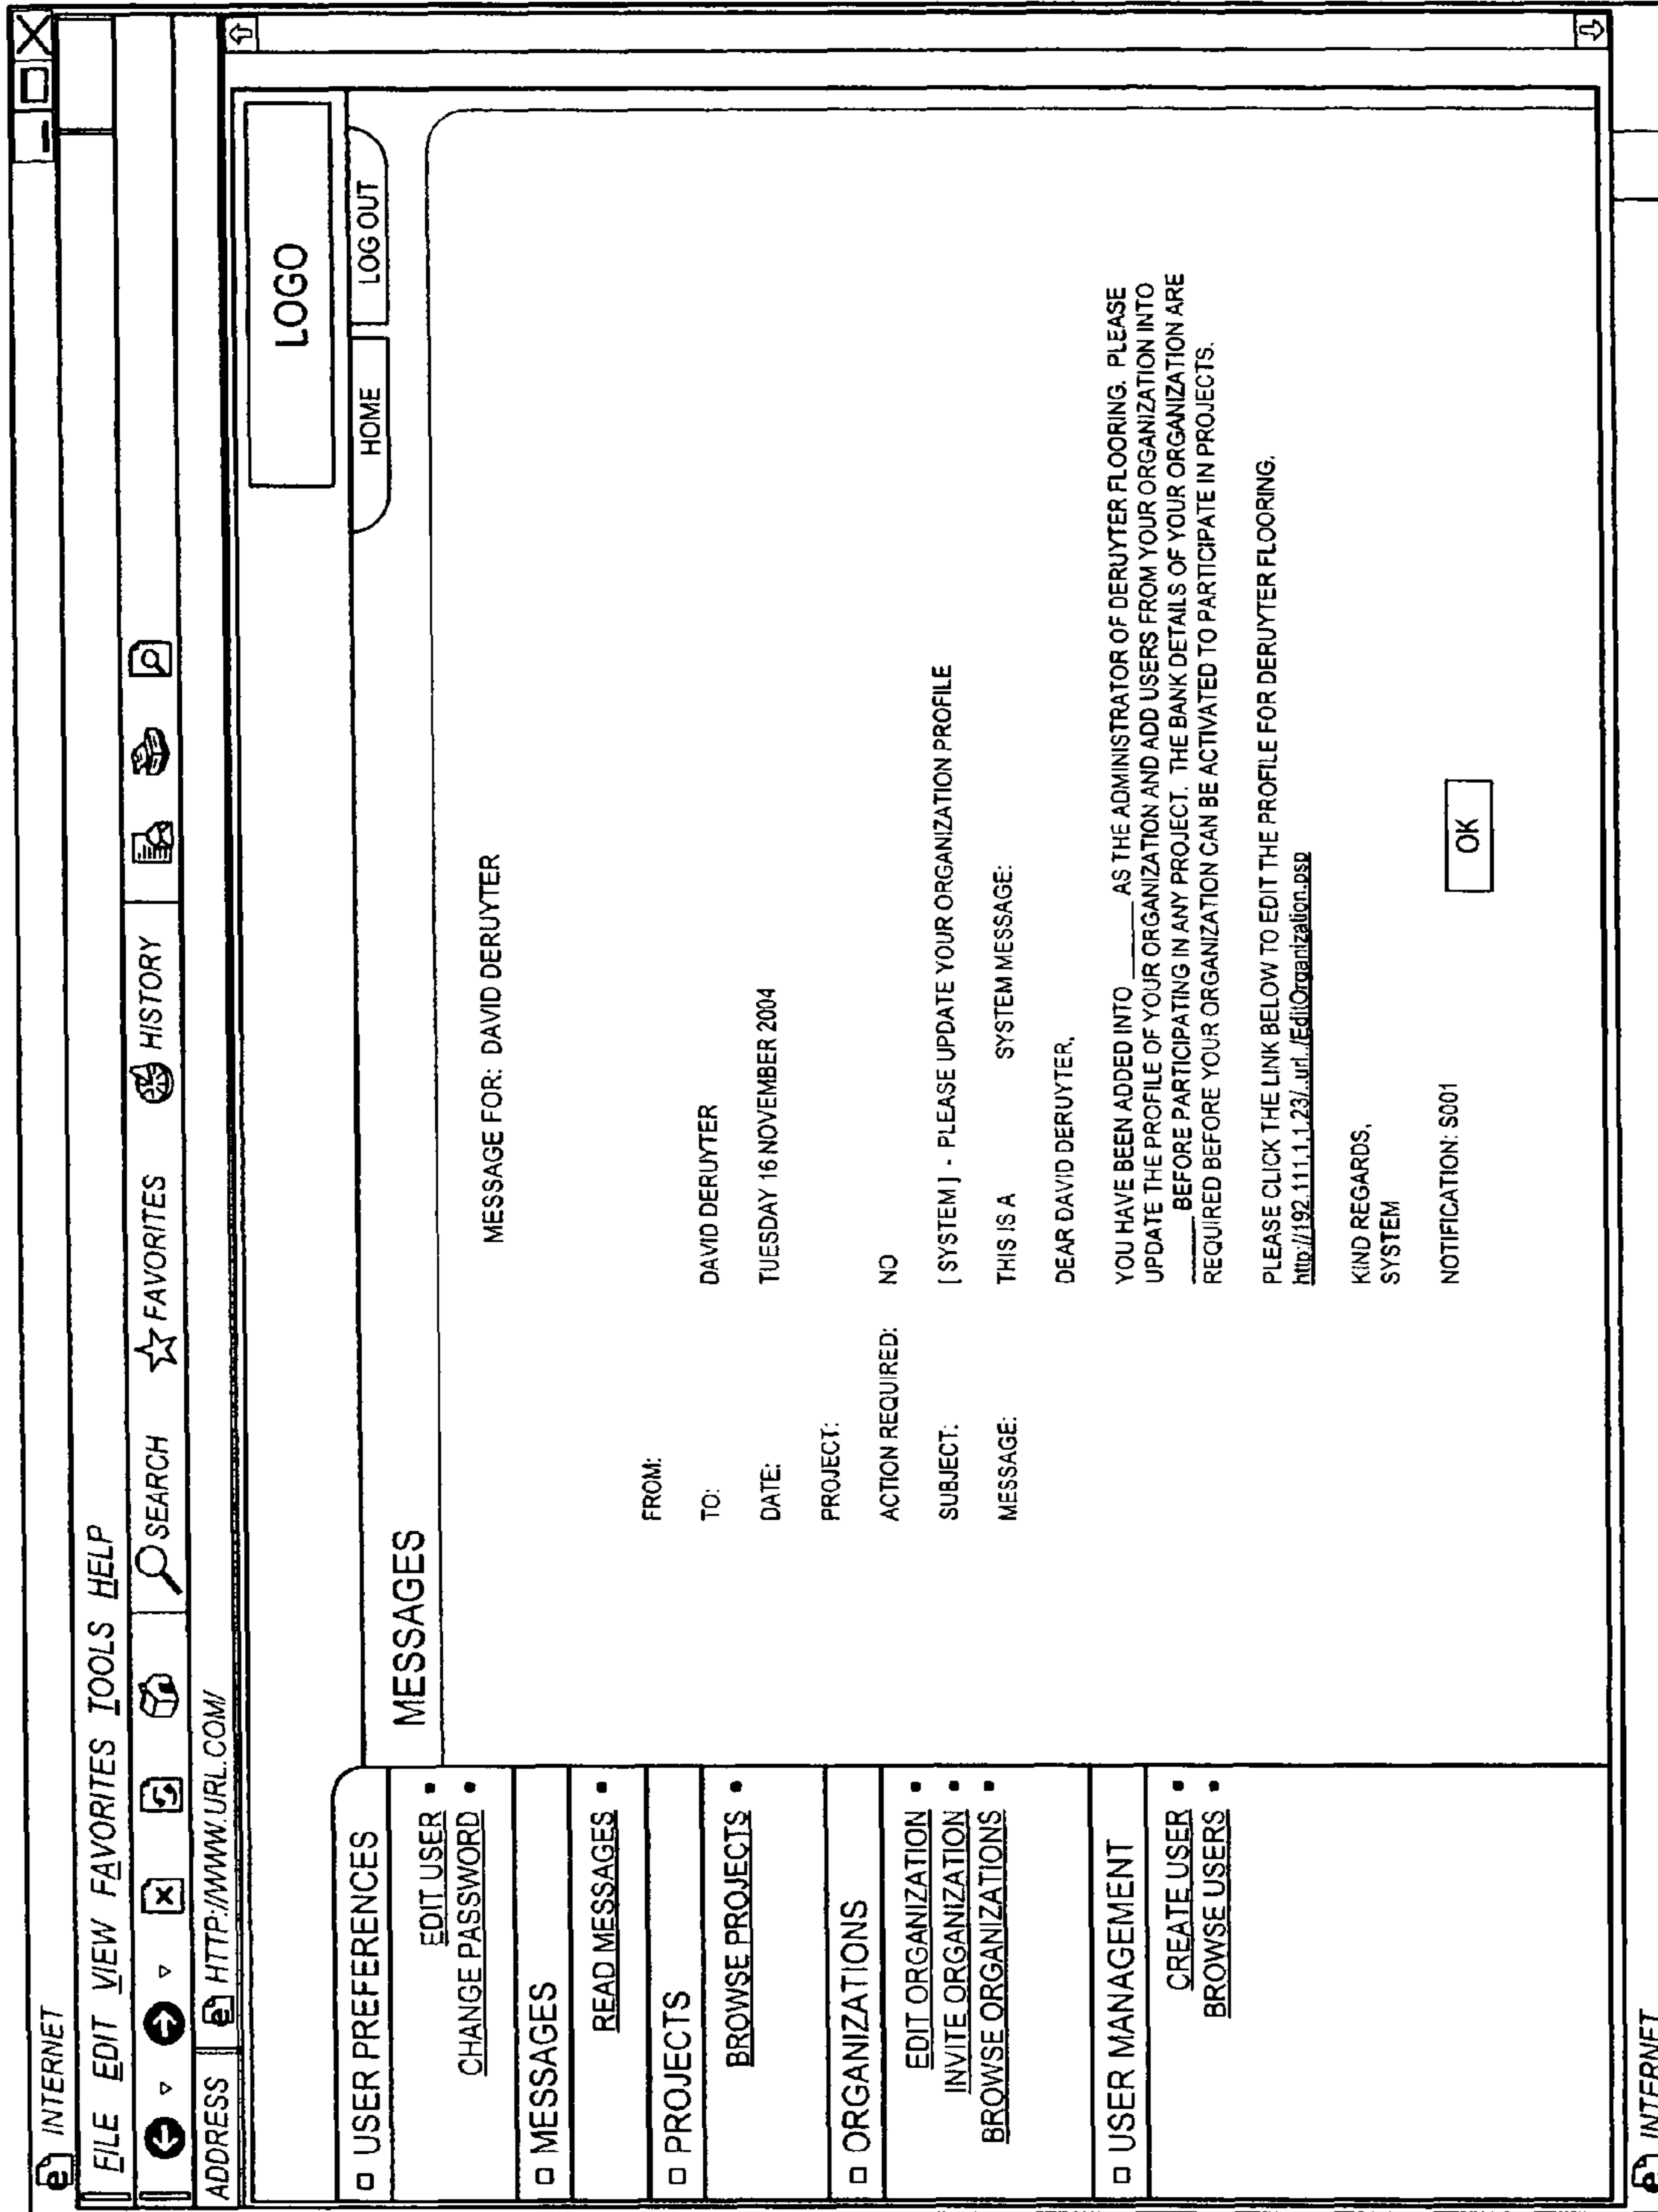 INTERNET
FILE EDIT VIEW FAVORITES TOOLS HELP
SEARCH FAVORITES HISTORY
ADDRESS HTTP://WWW.URL.COM/
LOGO
HOME LOG OUT
USER PREFERENCES
EDIT USER
CHANGE PASSWORD
MESSAGES
READ MESSAGES
PROJECTS
BROWSE PROJECTS
ORGANIZATIONS
EDIT ORGANIZATION
INVITE ORGANIZATION
BROWSE ORGANIZATIONS
USER MANAGEMENT
CREATE USER
BROWSE USERS
MESSAGES
MESSAGE FOR: DAVID DERUYTER
FROM:
TO: DAVID DERUYTER
DATE: TUESDAY 16 NOVEMBER 2004
PROJECT:
ACTION REQUIRED: NO
SUBJECT: [SYSTEM] - PLEASE UPDATE YOUR ORGANIZATION PROFILE
MESSAGE: THIS IS A SYSTEM MESSAGE:
DEAR DAVID DERUYTER,
YOU HAVE BEEN ADDED INTO _____ AS THE ADMINISTRATOR OF DERUYTER FLOORING. PLEASE
UPDATE THE PROFILE OF YOUR ORGANIZATION AND ADD USERS FROM YOUR ORGANIZATION INTO
_____ BEFORE PARTICIPATING IN ANY PROJECT. THE BANK DETAILS OF YOUR ORGANIZATION ARE
REQUIRED BEFORE YOUR ORGANIZATION CAN BE ACTIVATED TO PARTICIPATE IN PROJECTS.
PLEASE CLICK THE LINK BELOW TO EDIT THE PROFILE FOR DERUYTER FLOORING.
http://192.111.1.23/..url../EditOrganization.psp
KIND REGARDS,
SYSTEM
NOTIFICATION: S001
OK
INTERNET